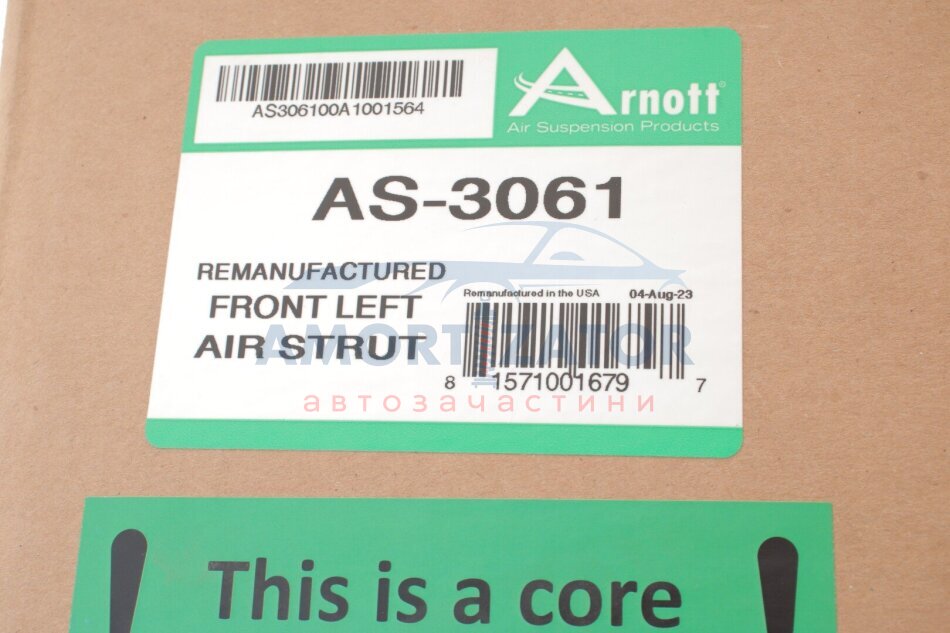 AS306100A1001564
Arnott®
Air Suspension Products
AS-3061
REMANUFACTURED
FRONT LEFT
AIR STRUT
Remanufactured in the USA 04-Aug-23
8 1571001679 7
AMORTIZATOR
автозачастини
This is a core